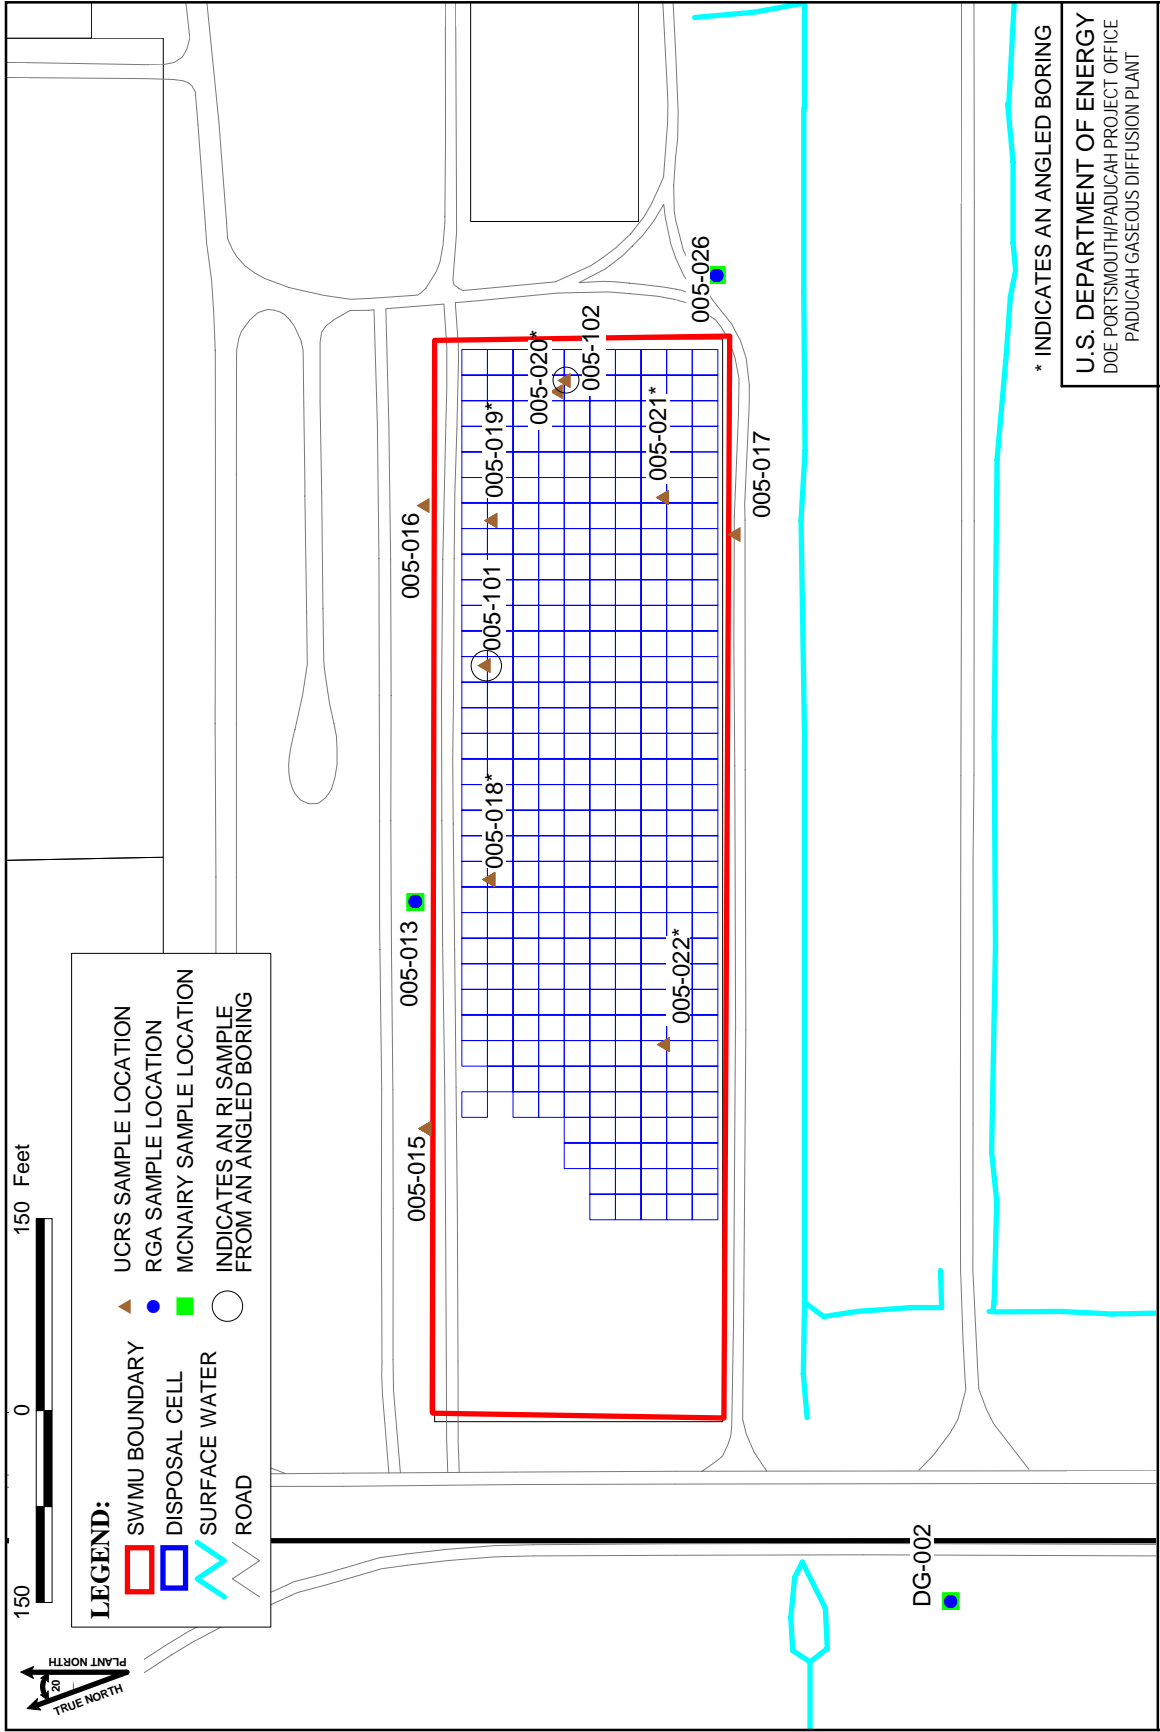 150 0 150 Feet
PLANT NORTH
20
TRUE NORTH
LEGEND:
SWMU BOUNDARY
DISPOSAL CELL
SURFACE WATER
ROAD
UCRS SAMPLE LOCATION
RGA SAMPLE LOCATION
MCNAIRY SAMPLE LOCATION
INDICATES AN RI SAMPLE
FROM AN ANGLED BORING
005-015
005-013
005-016
005-018*
005-101
005-019*
005-020*
005-102
005-022*
005-021*
005-026
005-017
DG-002
* INDICATES AN ANGLED BORING
U.S. DEPARTMENT OF ENERGY
DOE PORTSMOUTH/PADUCAH PROJECT OFFICE
PADUCAH GASEOUS DIFFUSION PLANT